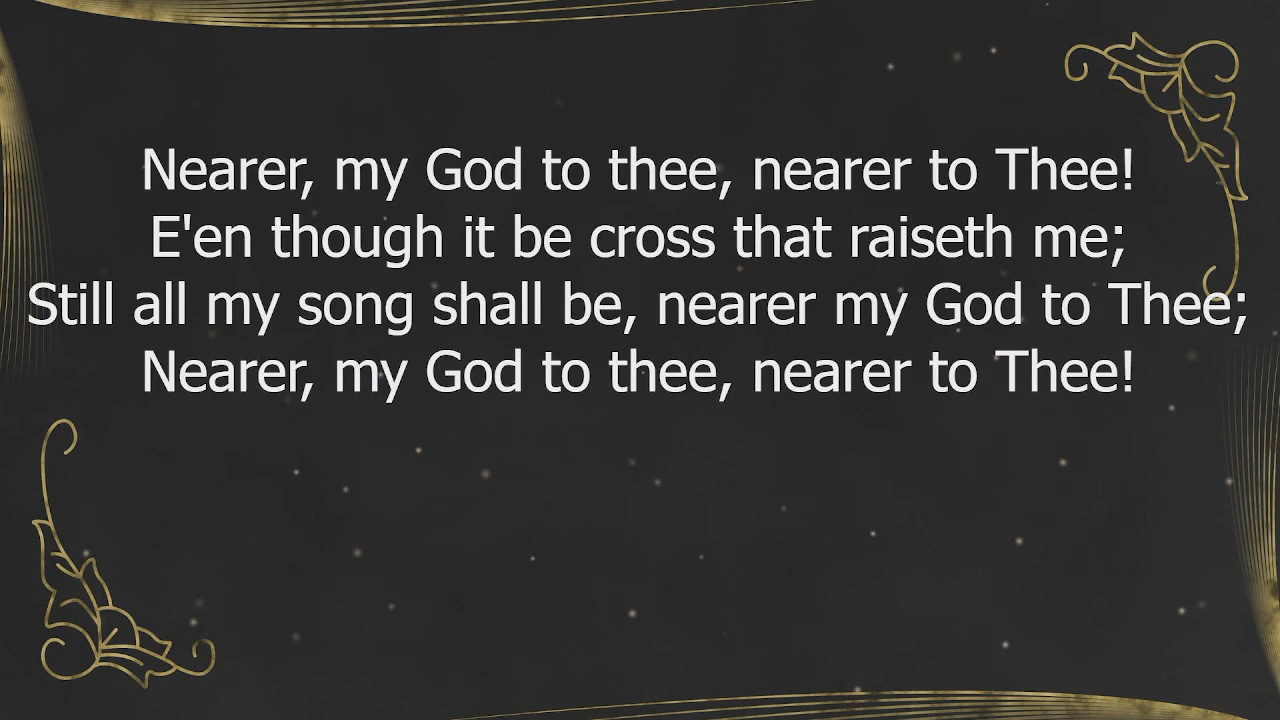 Nearer, my God to thee, nearer to Thee!
E'en though it be cross that raiseth me;
Still all my song shall be, nearer my God to Thee;
Nearer, my God to thee, nearer to Thee!